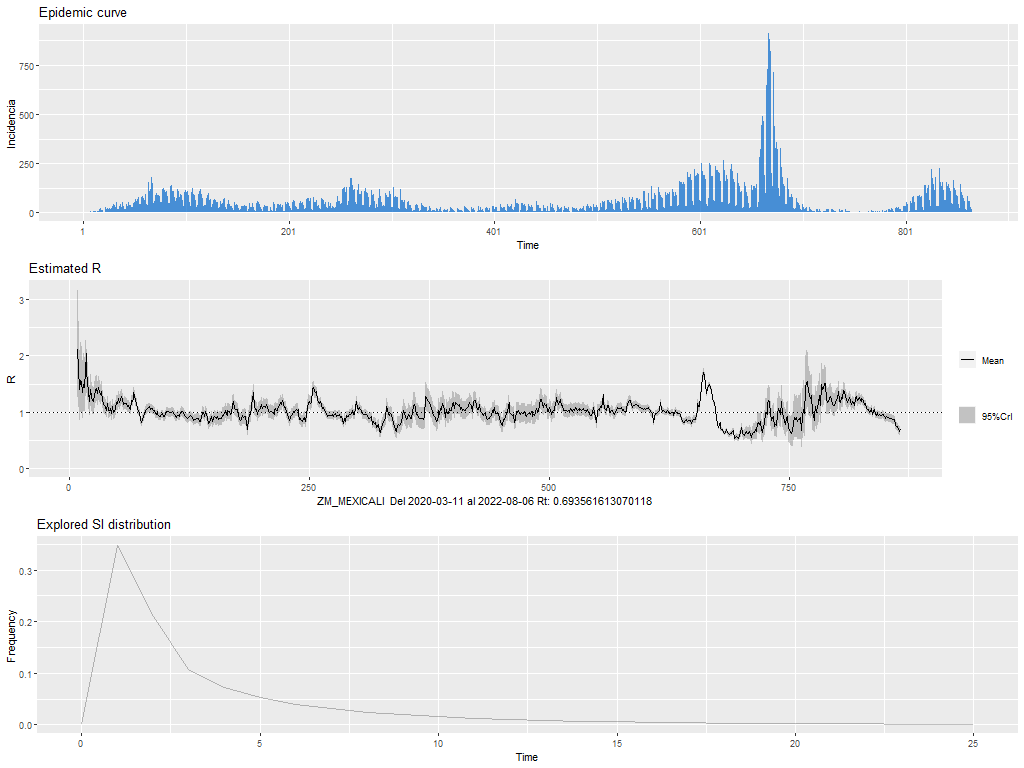 Epidemic curve
Incidencia
750
500
250
0
1
201
401
601
801
Time
Estimated R
R
3
2
1
0
0
250
500
750
Mean
95%CrI
ZM_MEXICALI Del 2020-03-11 al 2022-08-06 Rt: 0.693561613070118
Explored SI distribution
Frequency
0.3
0.2
0.1
0.0
0
5
10
15
20
25
Time